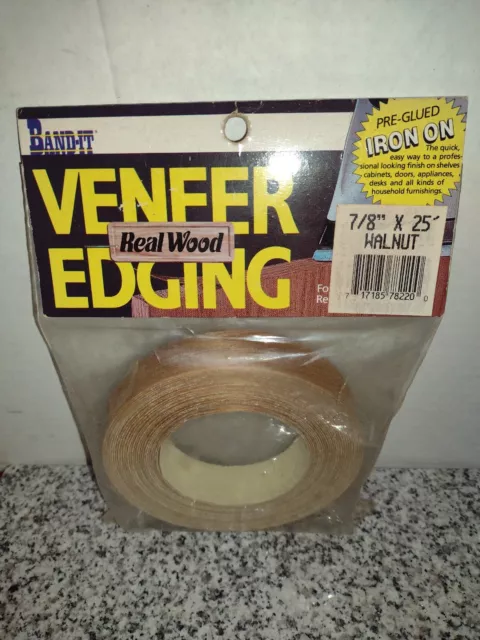 BAND-IT®
VENEER
Real Wood
EDGING
PRE-GLUED
IRON ON
The quick,
easy way to a profes-
sional looking finish on shelves
cabinets, doors, appliances,
desks and all kinds of
household furnishings.
7/8" X 25'
WALNUT
17185 78220 0
Fo
Re